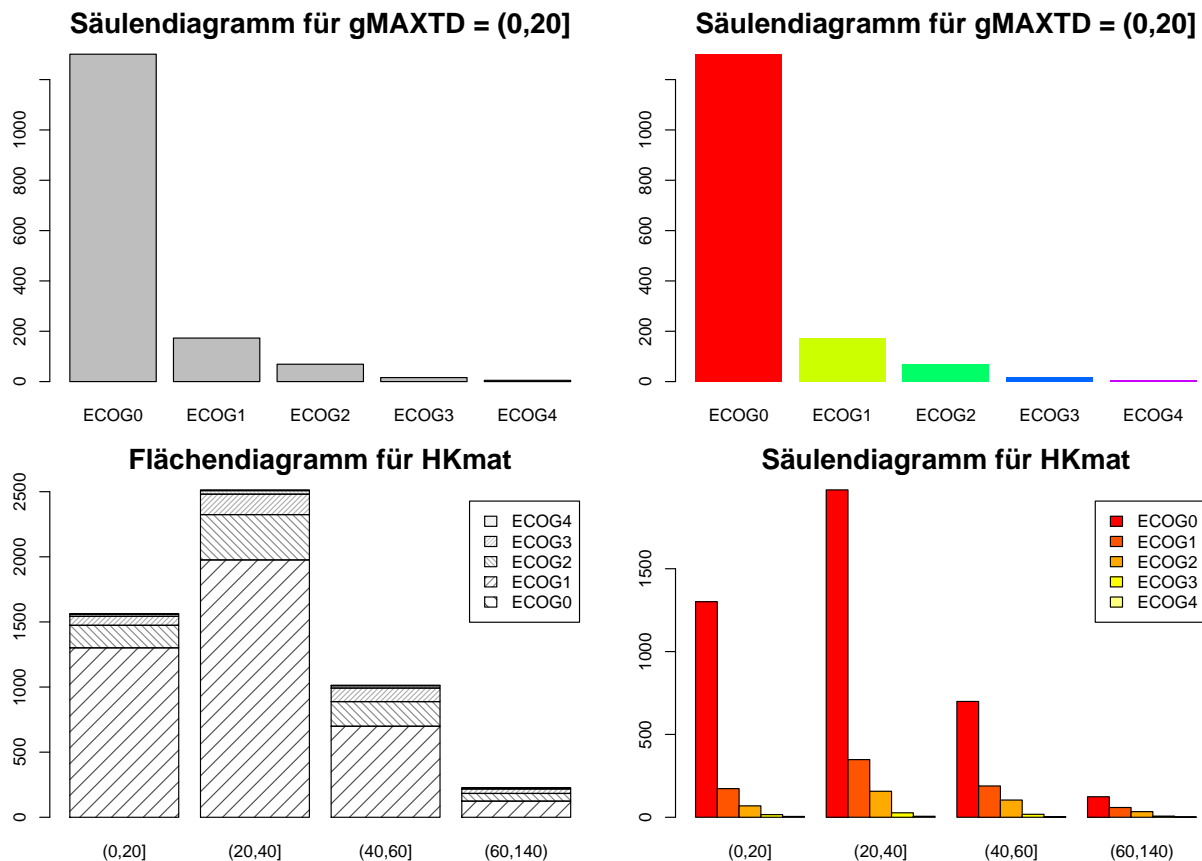 Säulendiagramm für gMAXTD = (0,20]
0
200
400
600
800
1000
ECOG0 ECOG1 ECOG2 ECOG3 ECOG4
Säulendiagramm für gMAXTD = (0,20]
0
200
400
600
800
1000
ECOG0 ECOG1 ECOG2 ECOG3 ECOG4
Flächendiagramm für HKmat
0
500
1000
1500
2000
2500
ECOG4
ECOG3
ECOG2
ECOG1
ECOG0
(0,20] (20,40] (40,60] (60,140)
Säulendiagramm für HKmat
0
500
1000
1500
ECOG0
ECOG1
ECOG2
ECOG3
ECOG4
(0,20] (20,40] (40,60] (60,140)